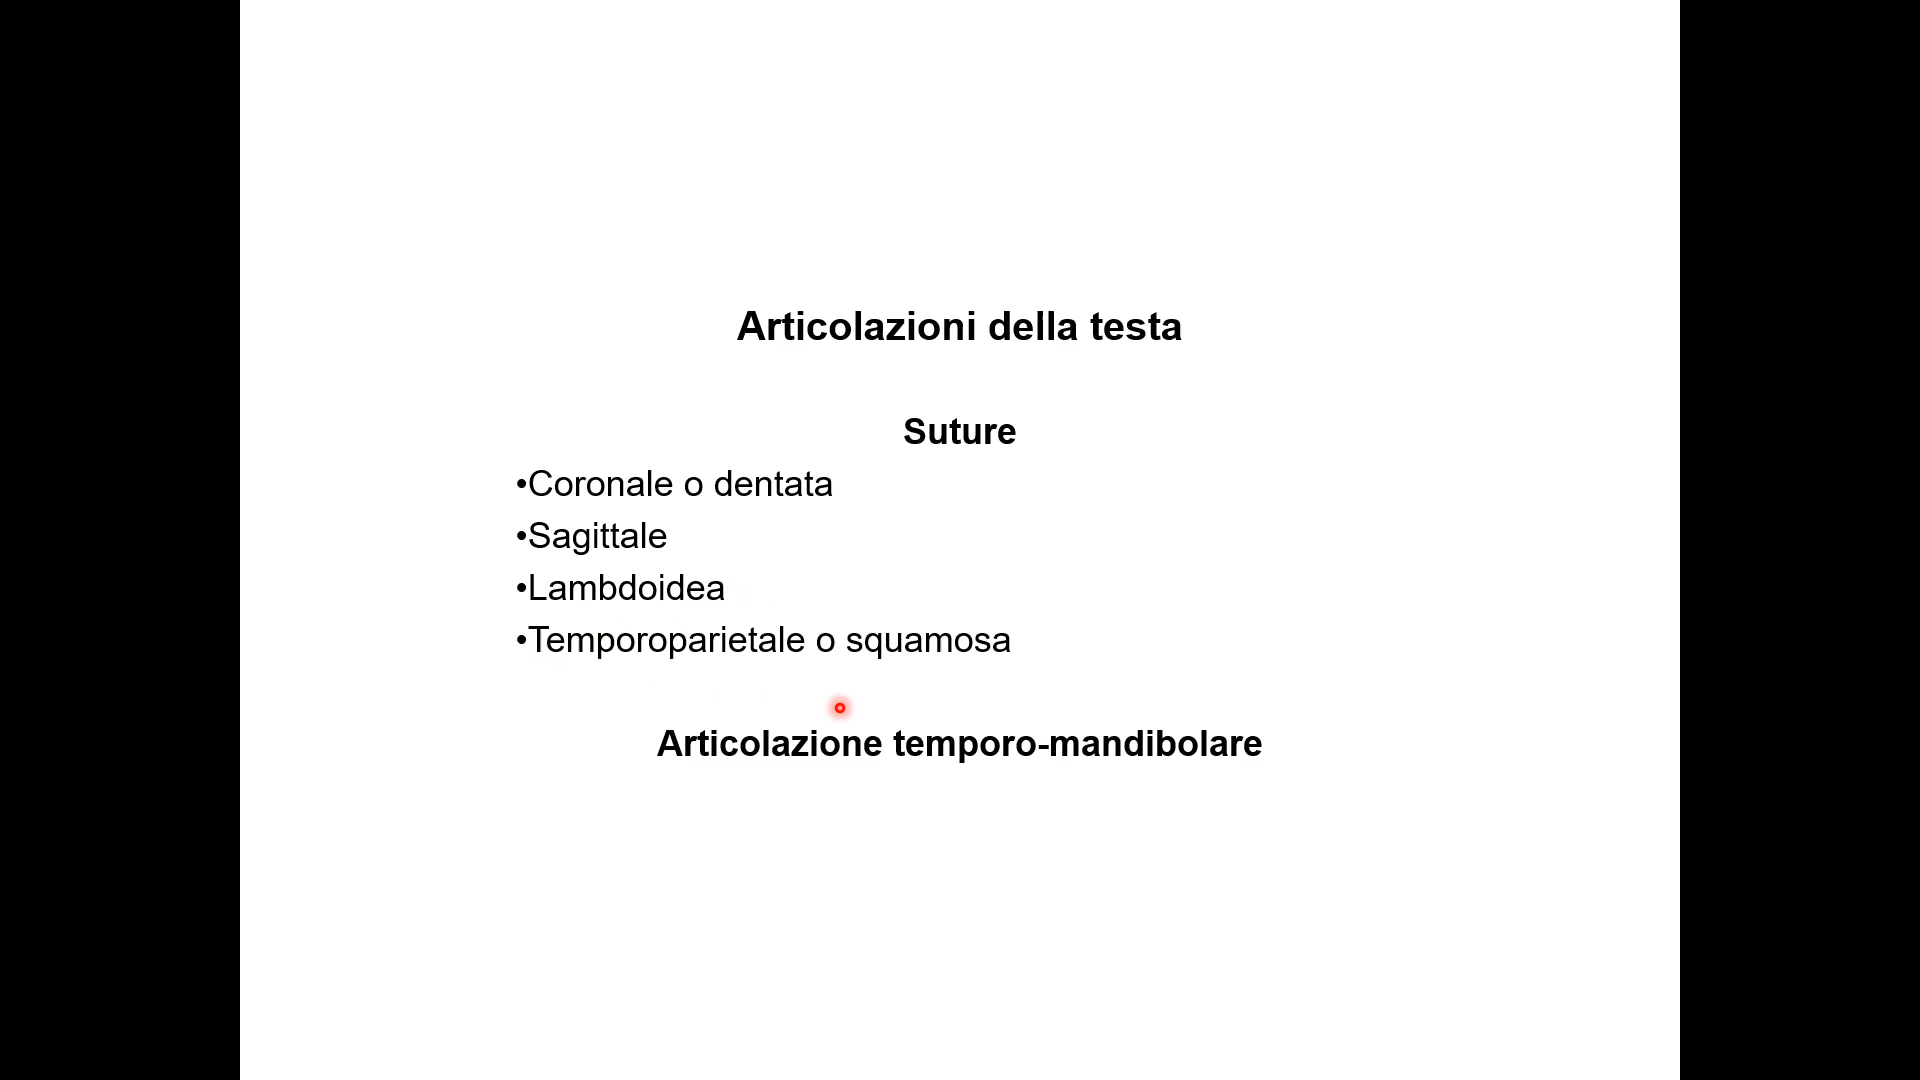 Articolazioni della testa
Suture
•Coronale o dentata
•Sagittale
•Lambdoidea
•Temporoparietale o squamosa
Articolazione temporo-mandibolare